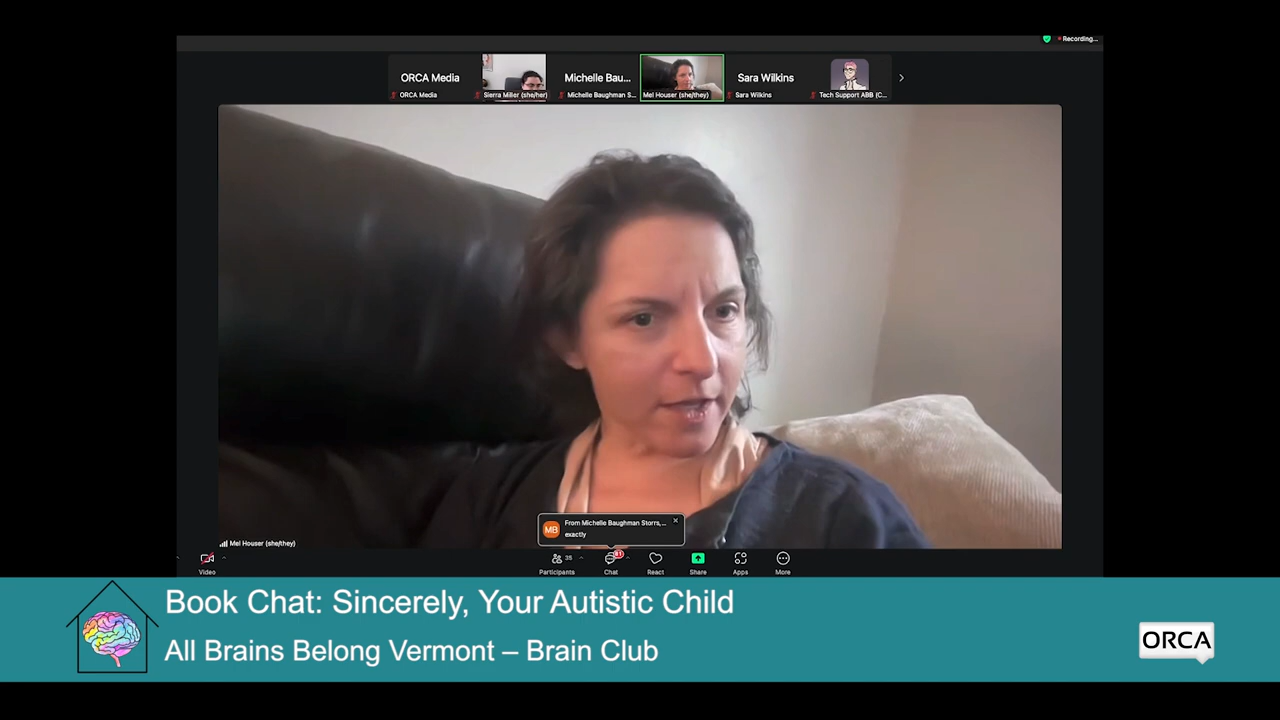 Recording...
ORCA Media
Michelle Bau...
Sara Wilkins
ORCA Media
Sierra Miller (she/her)
Michelle Baughman S...
Mel Houser (she/they)
Sara Wilkins
Tech Support ABB (C...
MB
From Michelle Baughman Storrs,...
exactly
Mel Houser (she/they)
Video
35
Participants
Chat
React
Share
Apps
More
Book Chat: Sincerely, Your Autistic Child
All Brains Belong Vermont – Brain Club
ORCA